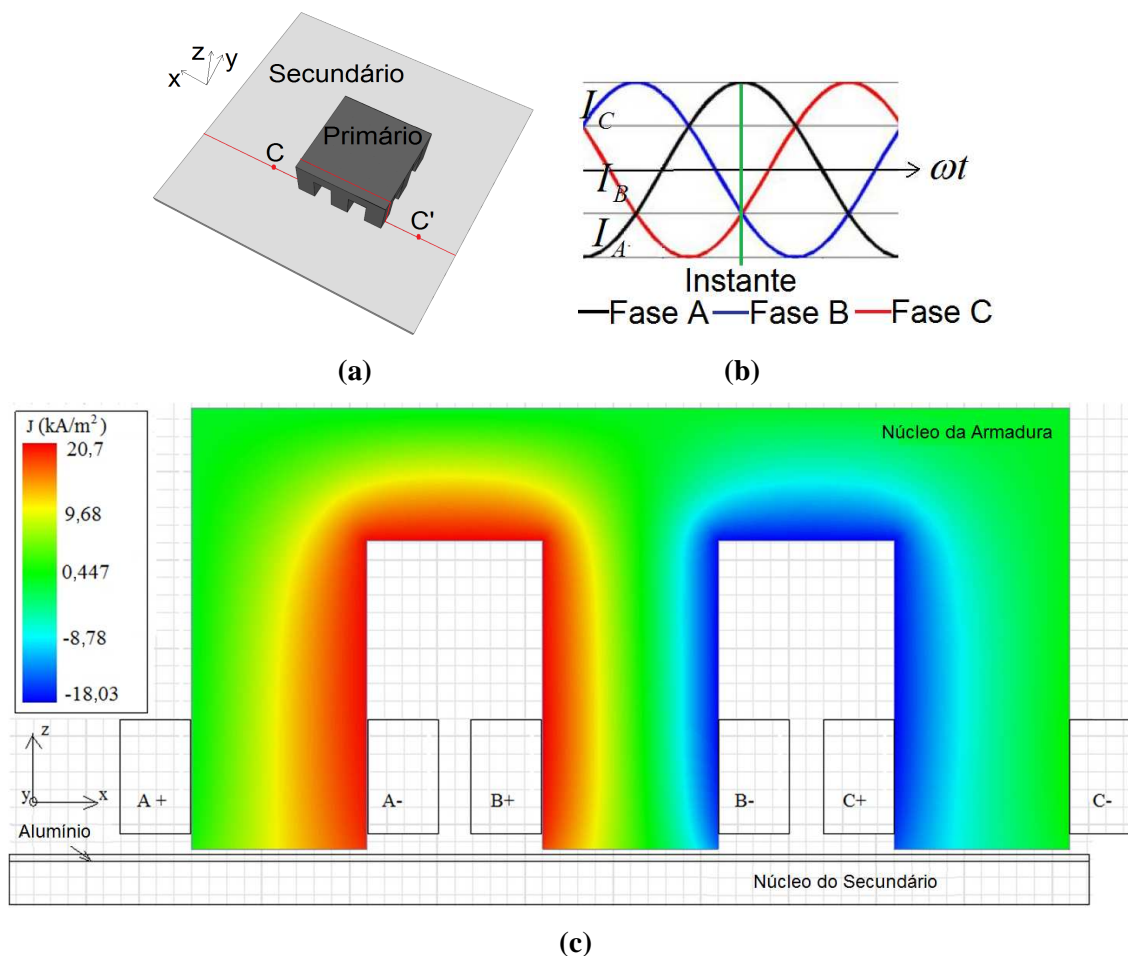 z
y
x
Secundário
Primário
C
C'
(a)
I_C
I_B
I_A
ωt
Instante
Fase A Fase B Fase C
(b)
J (kA/m²)
20,7
9,68
0,447
-8,78
-18,03
Núcleo da Armadura
z
y x
A + A- B+ B- C+ C-
Alumínio
Núcleo do Secundário
(c)